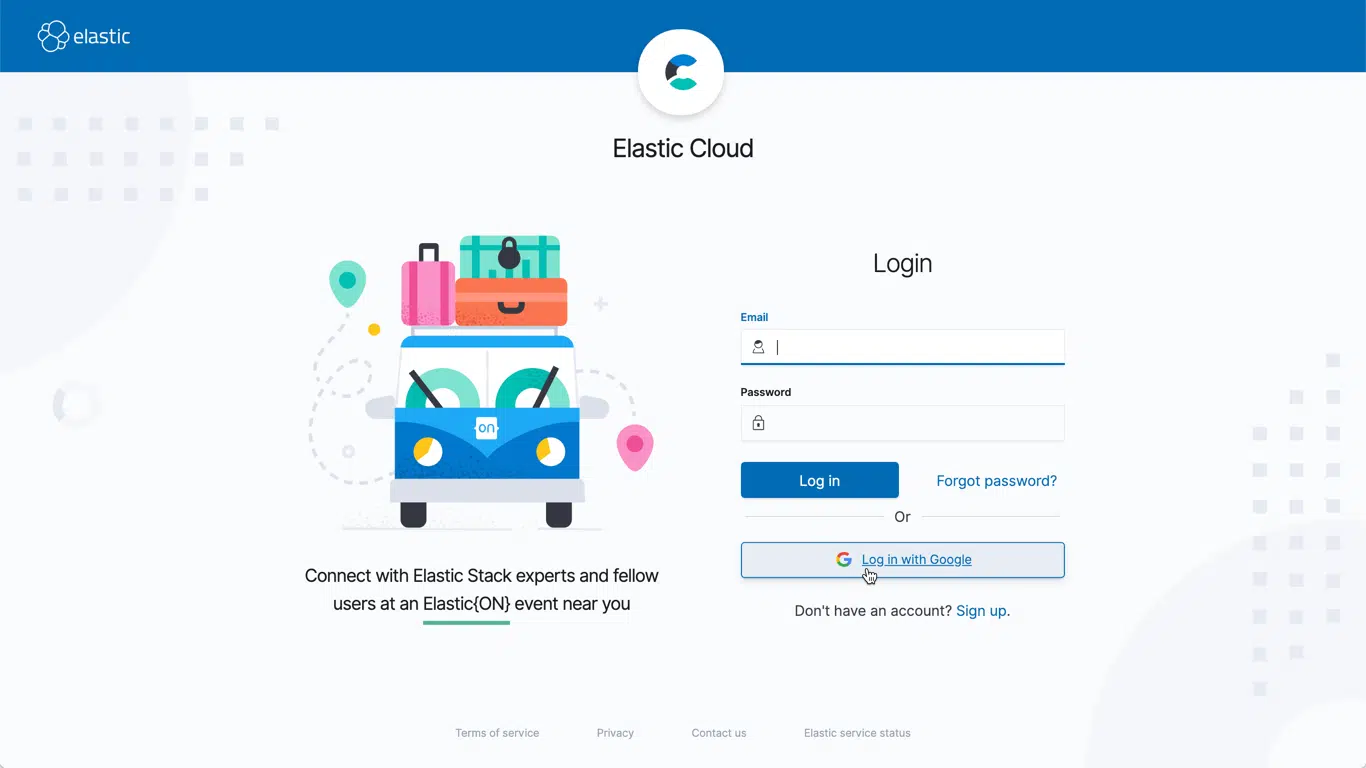 elastic
Elastic Cloud
on
Connect with Elastic Stack experts and fellow
users at an Elastic{ON} event near you
Login
Email
Password
Log in
Forgot password?
Or
Log in with Google
Don't have an account? Sign up.
Terms of service
Privacy
Contact us
Elastic service status